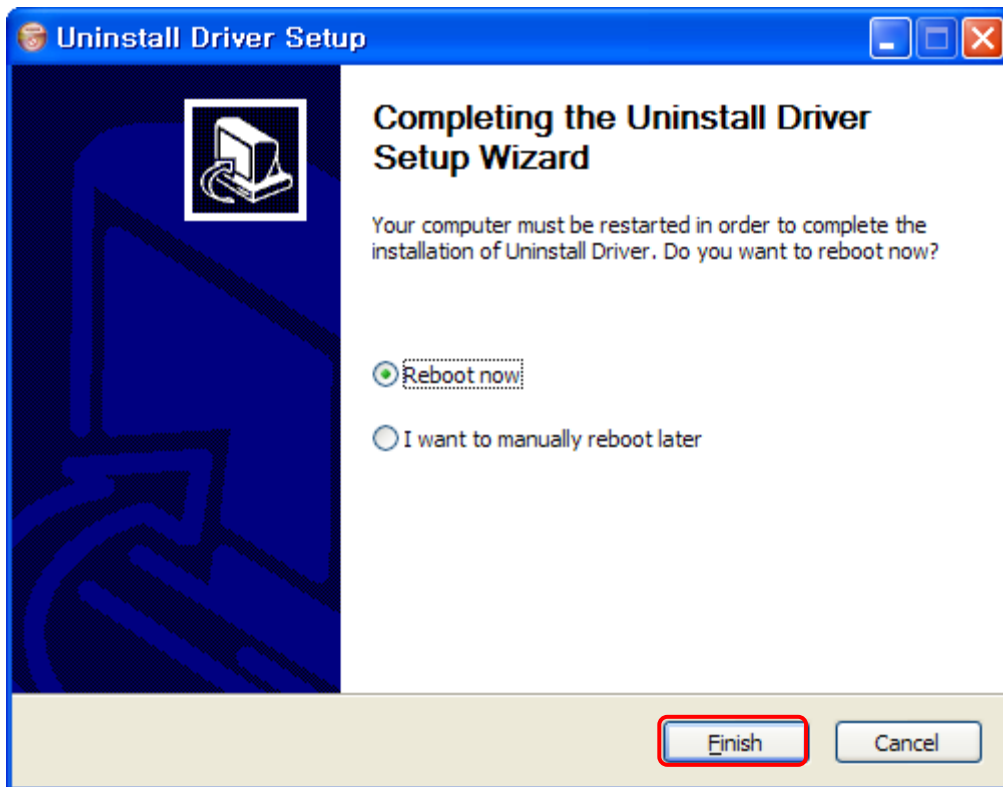 Uninstall Driver Setup
Completing the Uninstall Driver
Setup Wizard
Your computer must be restarted in order to complete the
installation of Uninstall Driver. Do you want to reboot now?
Reboot now
I want to manually reboot later
Finish
Cancel